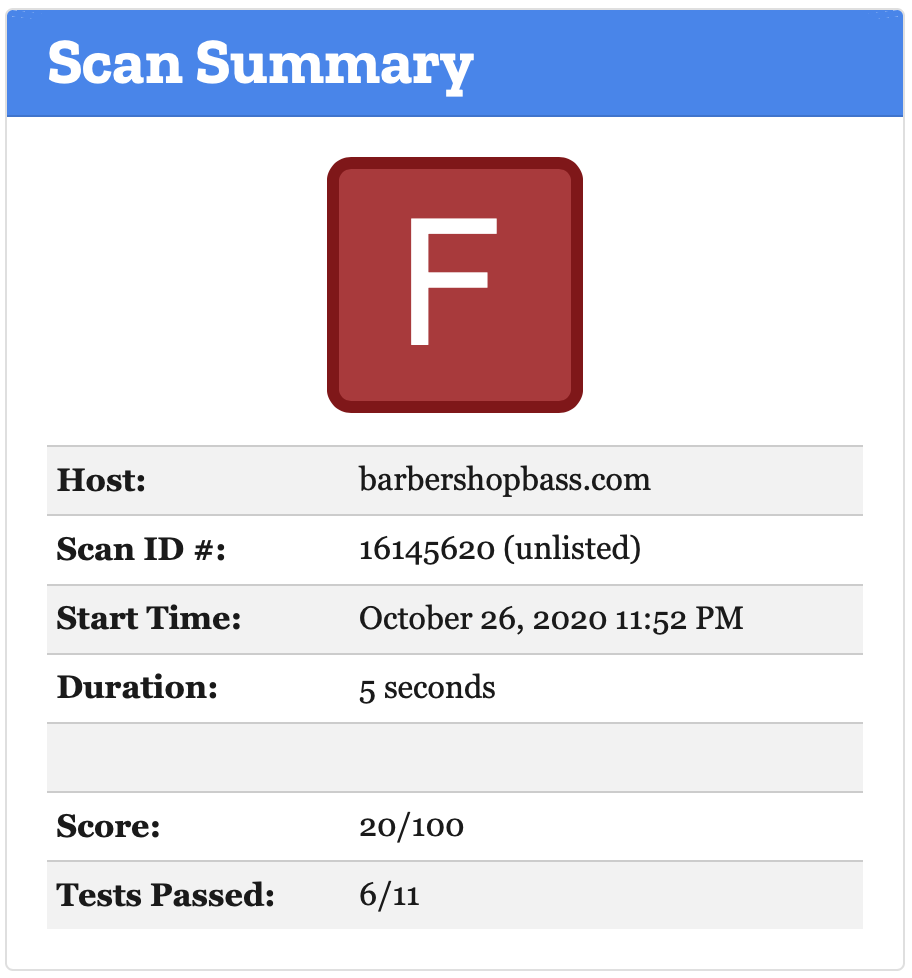 Scan Summary
F
Host: barbershopbass.com
Scan ID #: 16145620 (unlisted)
Start Time: October 26, 2020 11:52 PM
Duration: 5 seconds
Score: 20/100
Tests Passed: 6/11